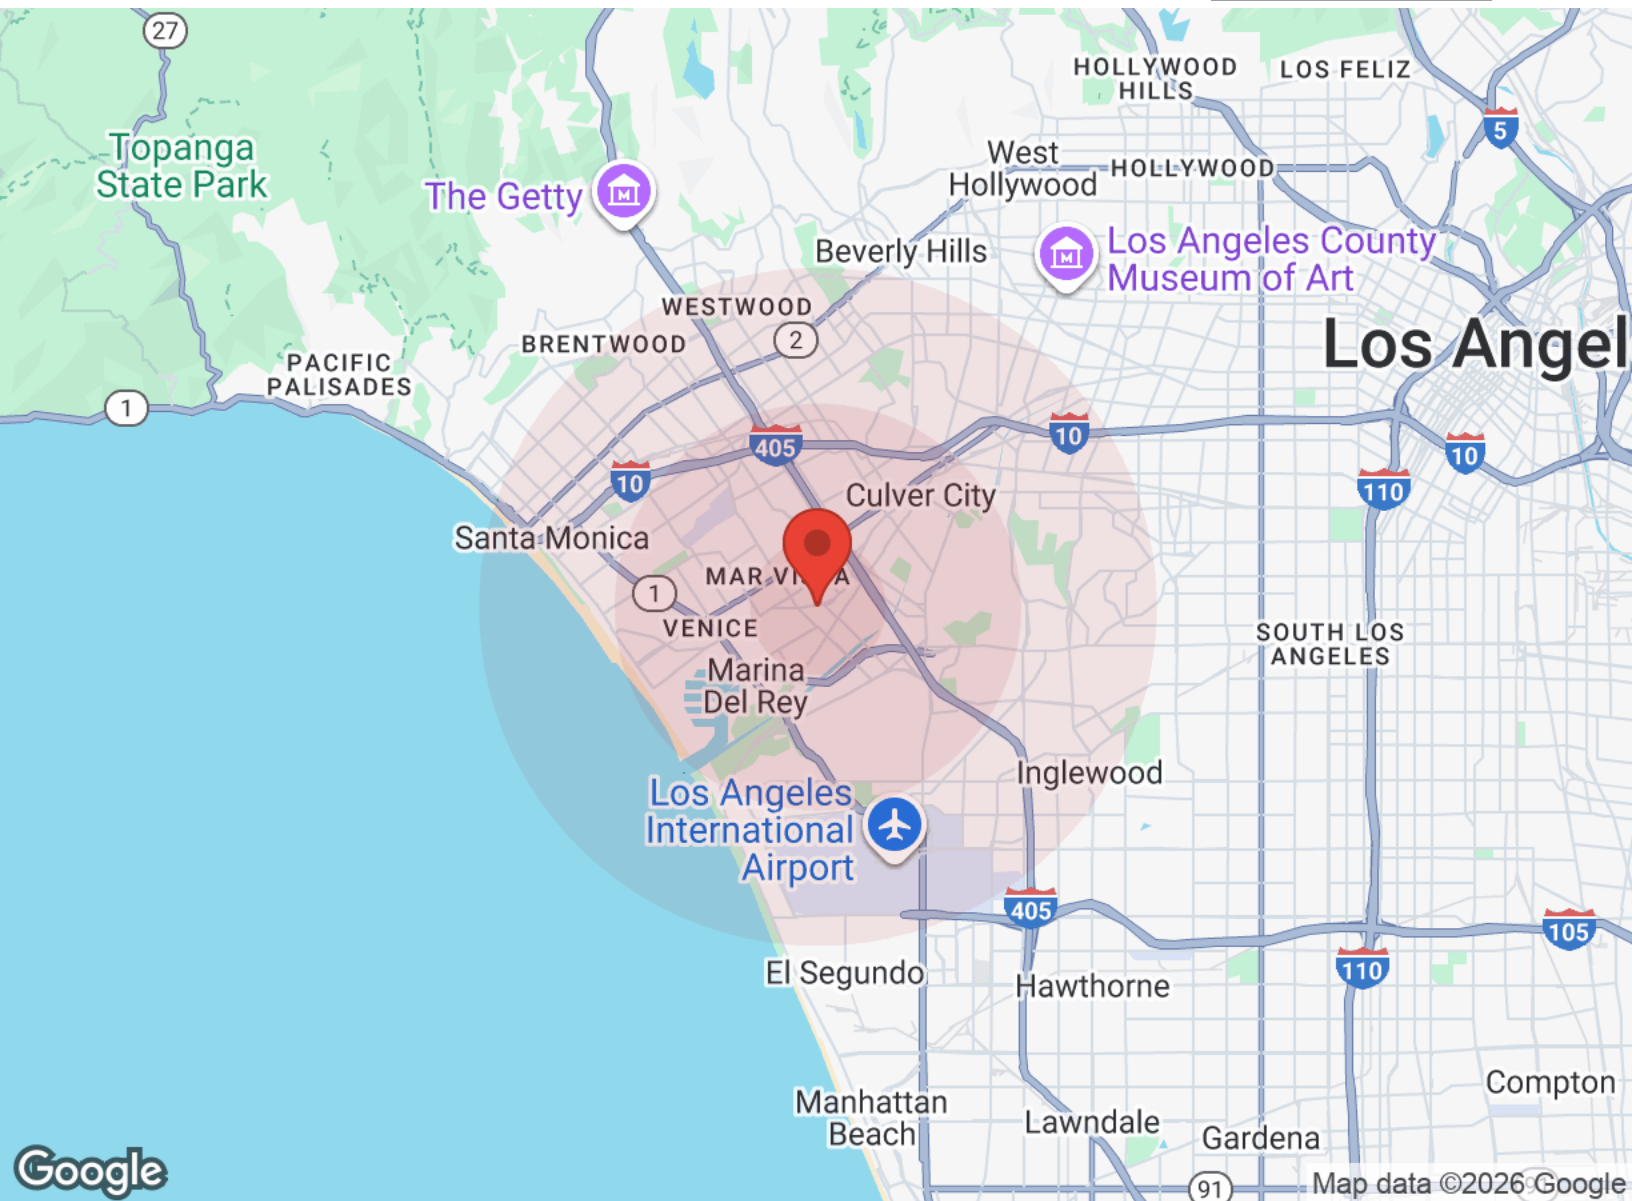 27
HOLLYWOOD
HILLS
LOS FELIZ
5
Topanga
State Park
The Getty
West
Hollywood
HOLLYWOOD
Beverly Hills
Los Angeles County
Museum of Art
WESTWOOD
2
BRENTWOOD
Los Angel
PACIFIC
PALISADES
1
405
10
10
10
110
Culver City
Santa Monica
MAR VISTA
1
VENICE
SOUTH LOS
ANGELES
Marina
Del Rey
Inglewood
Los Angeles
International
Airport
405
105
110
El Segundo
Hawthorne
Manhattan
Beach
Compton
Lawndale
Gardena
91
Google
Map data ©2026 Google